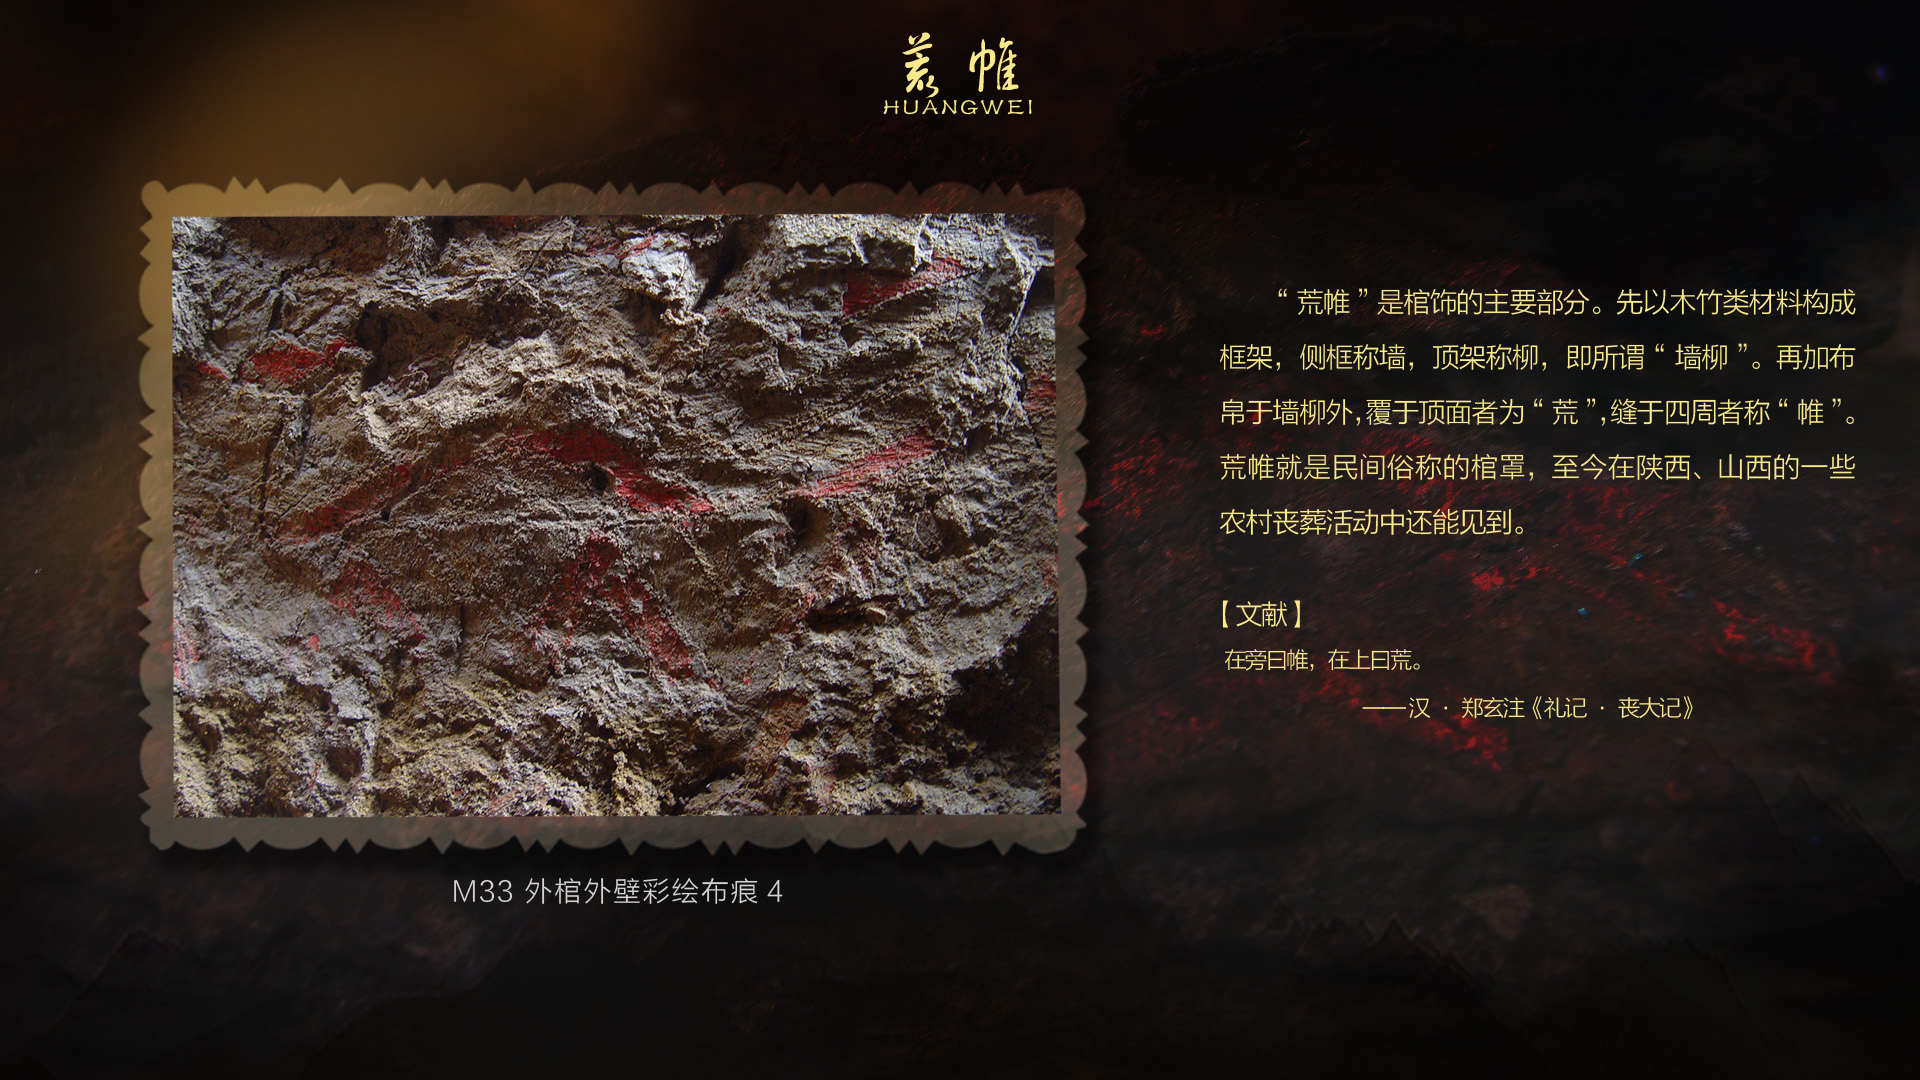 荒帷
HUANGWEI
“荒帷”是棺饰的主要部分。先以木竹类材料构成
框架，侧框称墙，顶架称柳，即所谓“墙柳”。再加布
帛于墙柳外，覆于顶面者为“荒”，缝于四周者称“帷”。
荒帷就是民间俗称的棺罩，至今在陕西、山西的一些
农村丧葬活动中还能见到。
【文献】
在旁曰帷，在上曰荒。
——汉 · 郑玄注《礼记 · 丧大记》
M33 外棺外壁彩绘布痕 4